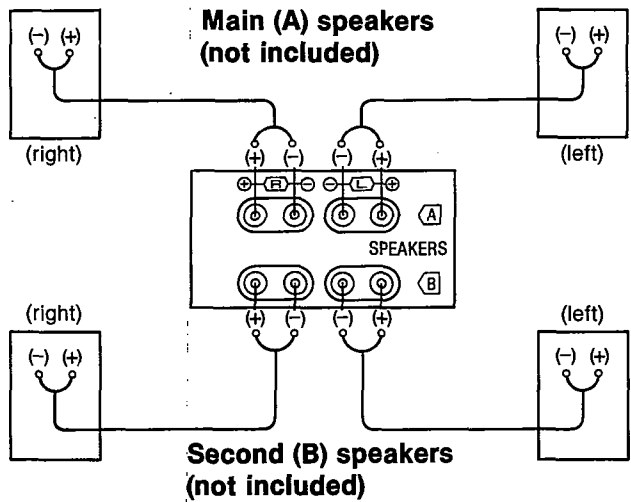 Main (A) speakers
(not included)
(−) (+)
(−) (+)
(right)
(left)
(+) (−) (−) (+)
⊕ R ⊖ ⊖ L ⊕
A
SPEAKERS
B
(+) (−) (−) (+)
(right)
(left)
(−) (+)
(−) (+)
Second (B) speakers
(not included)